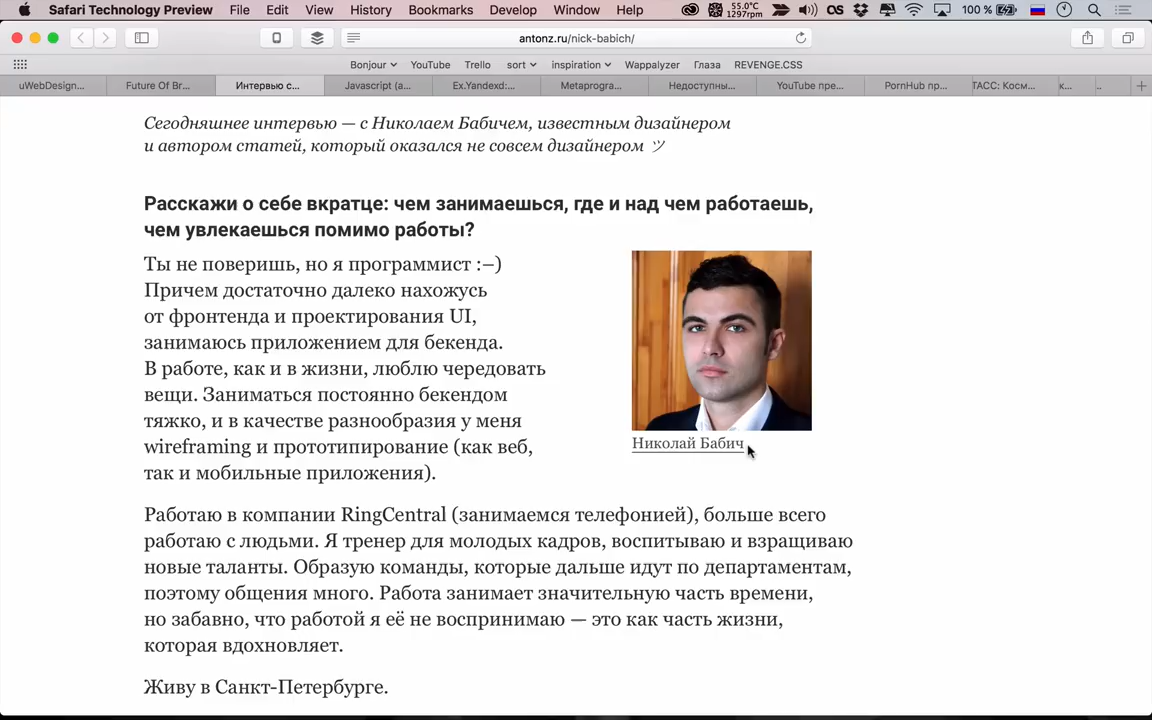 Safari Technology Preview File Edit View History Bookmarks Develop Window Help 55.0°C 1297rpm 100 %
antonz.ru/nick-babich/
Bonjour YouTube Trello sort inspiration Wappalyzer Глаза REVENGE.CSS
uWebDesign... Future Of Br... Интервью с... Javascript (a... Ex.Yandexd:... Metaprogra... Недоступны... YouTube пре... PornHub пр... ТАСС: Косм... к... ..
Сегодняшнее интервью — с Николаем Бабичем, известным дизайнером
и автором статей, который оказался не совсем дизайнером ツ
Расскажи о себе вкратце: чем занимаешься, где и над чем работаешь,
чем увлекаешься помимо работы?
Ты не поверишь, но я программист :–)
Причем достаточно далеко нахожусь
от фронтенда и проектирования UI,
занимаюсь приложением для бекенда.
В работе, как и в жизни, люблю чередовать
вещи. Заниматься постоянно бекендом
тяжко, и в качестве разнообразия у меня
wireframing и прототипирование (как веб,
так и мобильные приложения).
Николай Бабич
Работаю в компании RingCentral (занимаемся телефонией), больше всего
работаю с людьми. Я тренер для молодых кадров, воспитываю и взращиваю
новые таланты. Образую команды, которые дальше идут по департаментам,
поэтому общения много. Работа занимает значительную часть времени,
но забавно, что работой я её не воспринимаю — это как часть жизни,
которая вдохновляет.
Живу в Санкт-Петербурге.